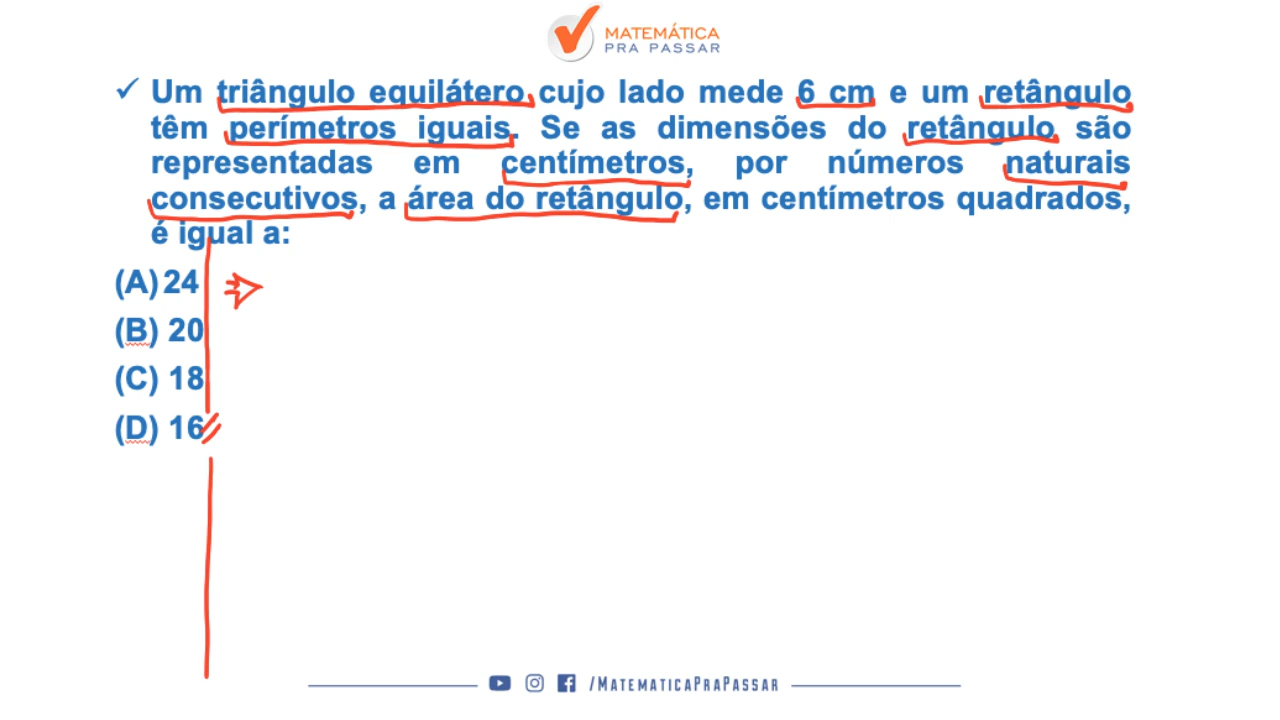 MATEMÁTICA
PRA PASSAR
✓ Um triângulo equilátero cujo lado mede 6 cm e um retângulo
têm perímetros iguais. Se as dimensões do retângulo são
representadas em centímetros, por números naturais
consecutivos, a área do retângulo, em centímetros quadrados,
é igual a:
(A) 24
(B) 20
(C) 18
(D) 16
/MATEMATICAPRAPASSAR